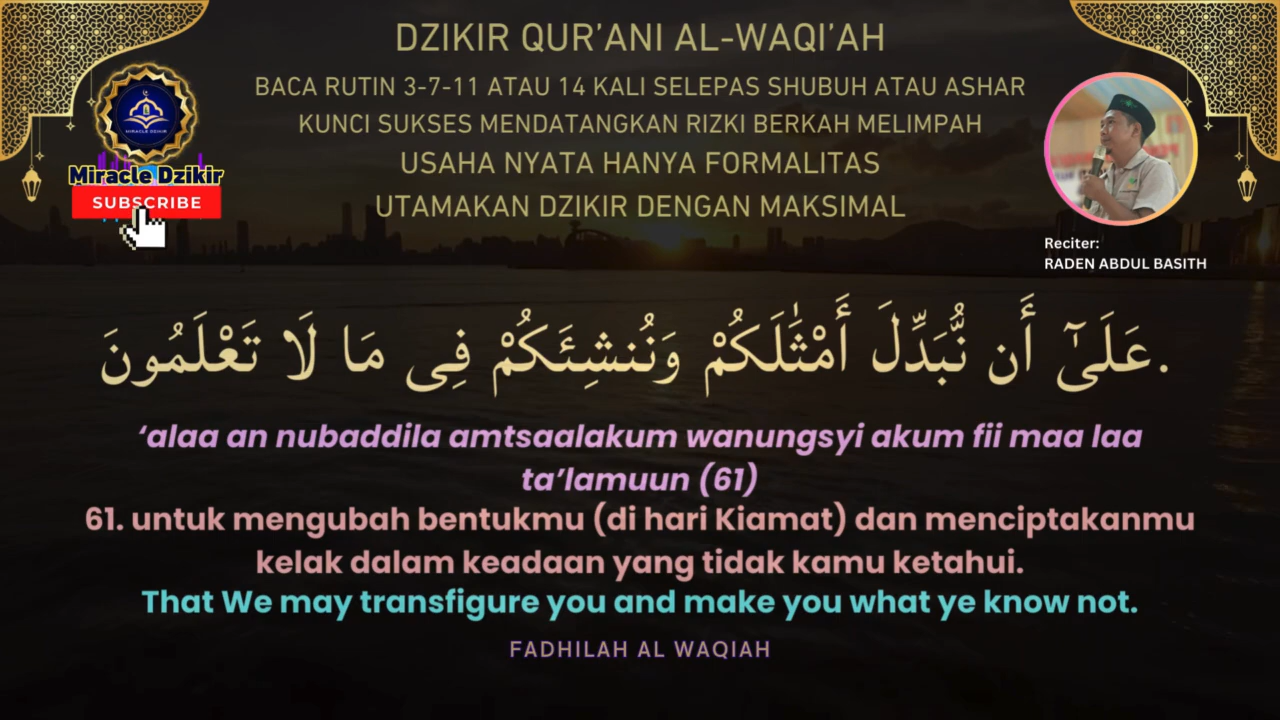 DZIKIR QUR'ANI AL-WAQI'AH
BACA RUTIN 3-7-11 ATAU 14 KALI SELEPAS SHUBUH ATAU ASHAR
KUNCI SUKSES MENDATANGKAN RIZKI BERKAH MELIMPAH
USAHA NYATA HANYA FORMALITAS
UTAMAKAN DZIKIR DENGAN MAKSIMAL
MIRACLE DZIKIR
Miracle Dzikir
SUBSCRIBE
Reciter:
RADEN ABDUL BASITH
عَلَىٰٓ أَن نُّبَدِّلَ أَمْثَٰلَكُمْ وَنُنشِئَكُمْ فِى مَا لَا تَعْلَمُونَ.
‘alaa an nubaddila amtsaalakum wanungsyi akum fii maa laa
ta’lamuun (61)
61. untuk mengubah bentukmu (di hari Kiamat) dan menciptakanmu
kelak dalam keadaan yang tidak kamu ketahui.
That We may transfigure you and make you what ye know not.
FADHILAH AL WAQIAH